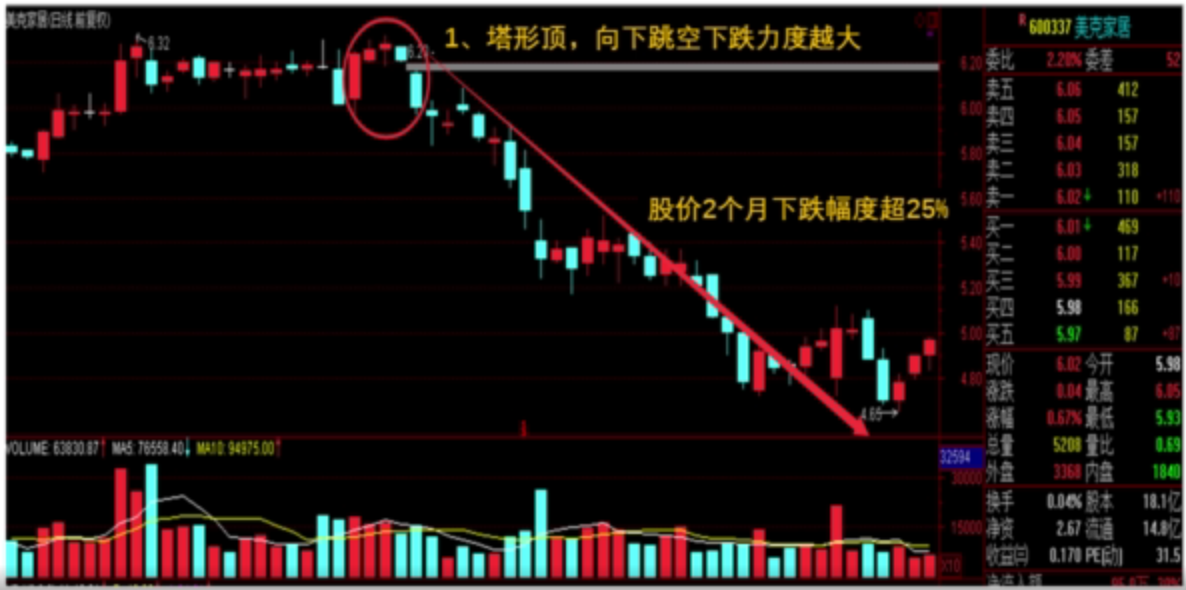 美克家居(日线 前复权)
6.32
1、塔形顶，向下跳空下跌力度越大
股价2个月下跌幅度超25%
4.65
6.20
6.00
5.80
5.60
5.40
5.20
5.00
4.80
VOLUME: 63830.87 MA5: 76558.40 MA10: 94975.00
32594
30000
15000
X10
R 600337 美克家居
委比 2.20% 委差 52
卖五 6.06 412
卖四 6.05 157
卖三 6.04 157
卖二 6.03 318
卖一 6.02 110 +110
买一 6.01 469
买二 6.00 117
买三 5.99 367 +10
买四 5.98 166
买五 5.97 87 +87
现价 6.02 今开 5.98
涨跌 0.04 最高 6.05
涨幅 0.67% 最低 5.93
总量 5208 量比 0.69
外盘 3368 内盘 1840
换手 0.04% 股本 18.1亿
净资 2.67 流通 14.8亿
收益㈢ 0.170 PE(动) 31.5